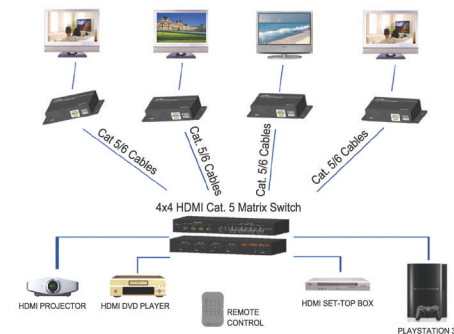 Cat. 5/6 Cables
Cat. 5/6 Cables
Cat. 5/6 Cables
Cat. 5/6 Cables
4x4 HDMI Cat. 5 Matrix Switch
HDMI PROJECTOR
HDMI DVD PLAYER
REMOTE
CONTROL
HDMI SET-TOP BOX
PLAYSTATION 3